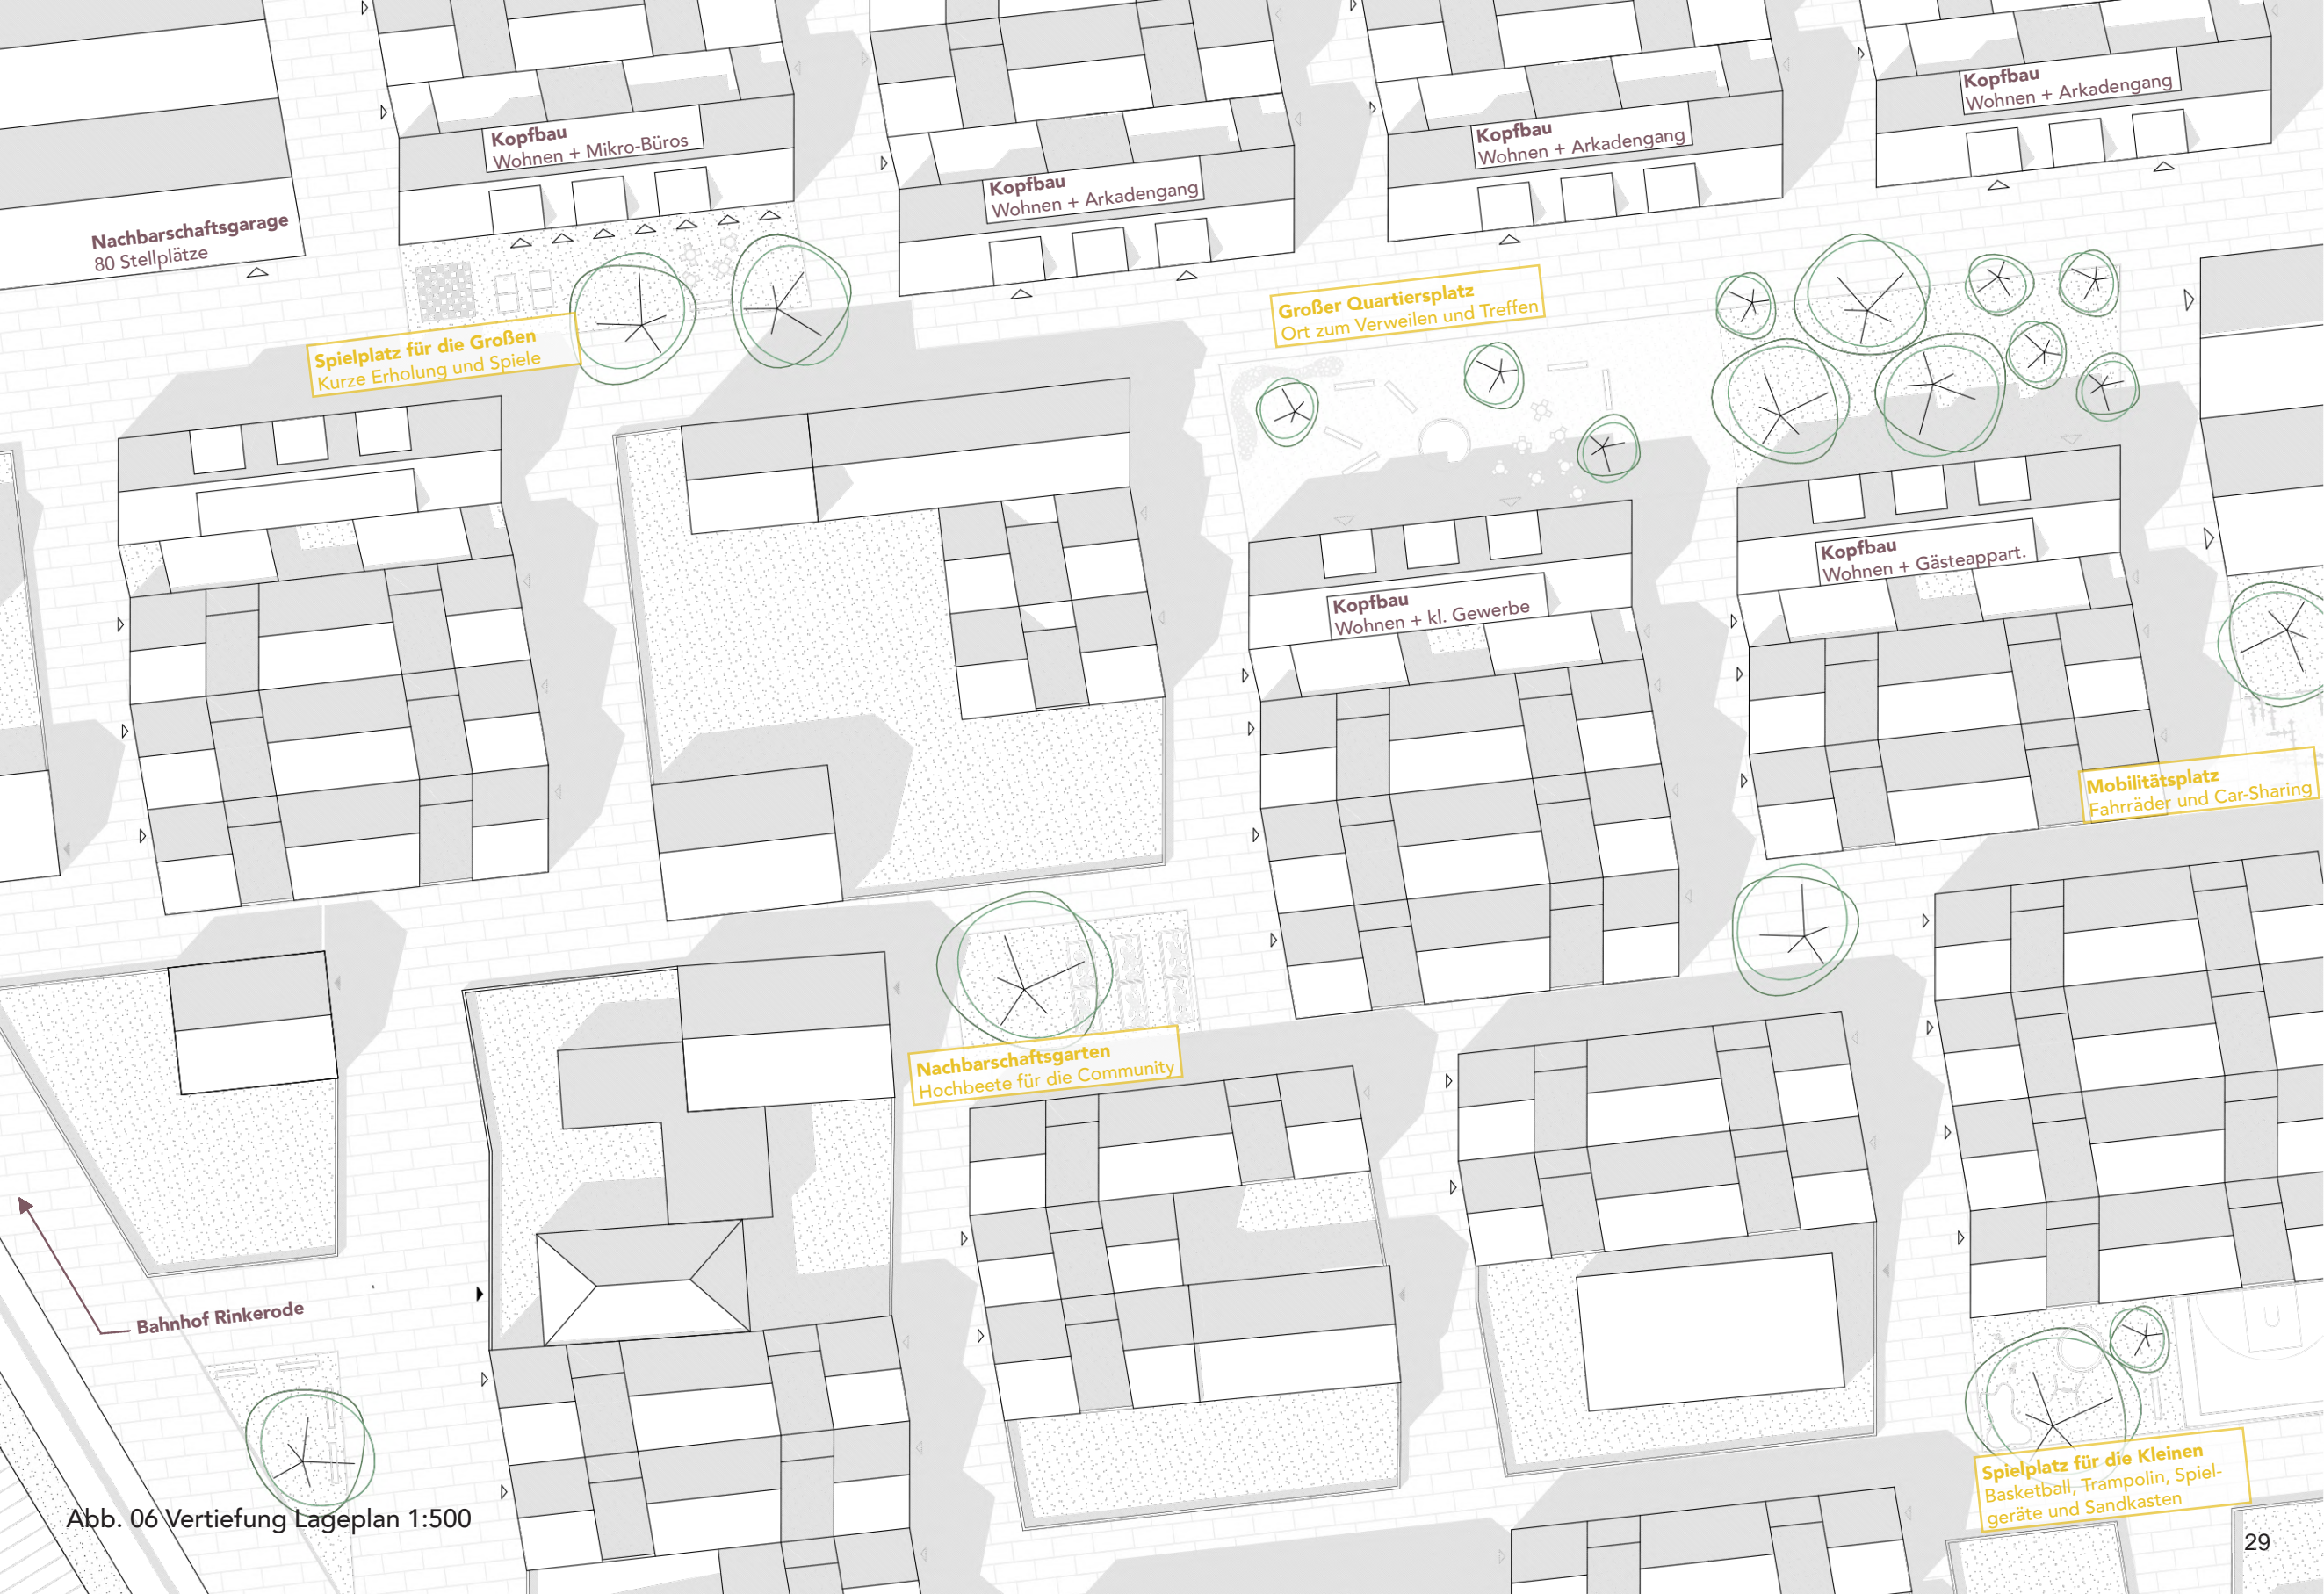 Kopfbau
Wohnen + Arkadengang
Kopfbau
Wohnen + Mikro-Büros
Kopfbau
Wohnen + Arkadengang
Kopfbau
Wohnen + Arkadengang
Nachbarschaftsgarage
80 Stellplätze
Großer Quartiersplatz
Ort zum Verweilen und Treffen
Spielplatz für die Großen
Kurze Erholung und Spiele
Kopfbau
Wohnen + Gästeappart.
Kopfbau
Wohnen + kl. Gewerbe
Mobilitätsplatz
Fahrräder und Car-Sharing
Nachbarschaftsgarten
Hochbeete für die Community
Bahnhof Rinkerode
Spielplatz für die Kleinen
Basketball, Trampolin, Spiel-
geräte und Sandkasten
Abb. 06 Vertiefung Lageplan 1:500
29